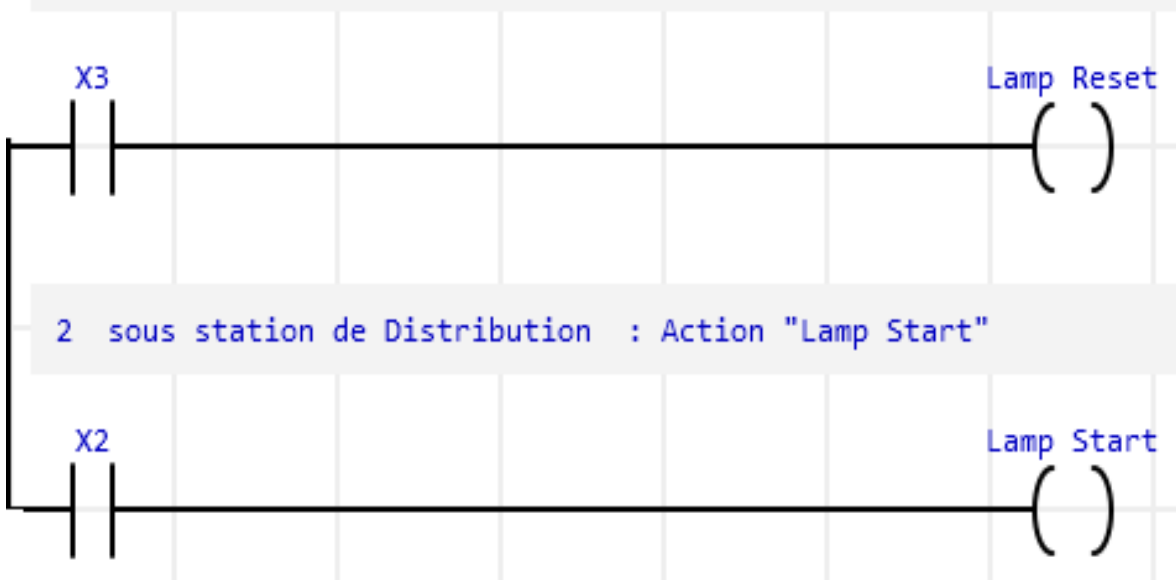 X3 Lamp Reset
2 sous station de Distribution : Action "Lamp Start"
X2 Lamp Start